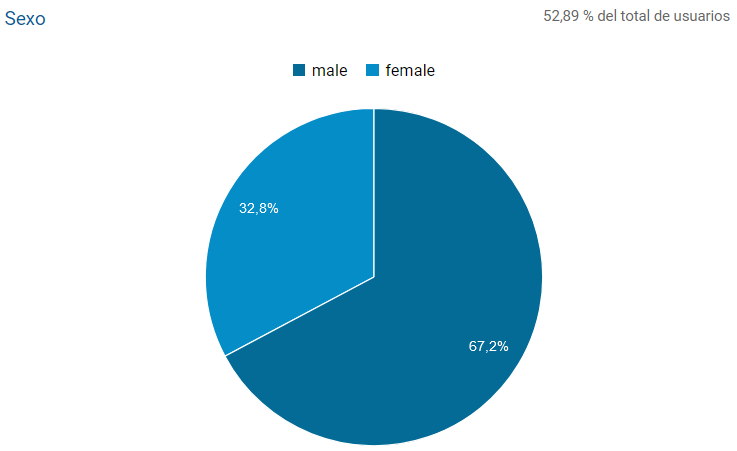 Sexo
52,89 % del total de usuarios
male female
32,8%
67,2%